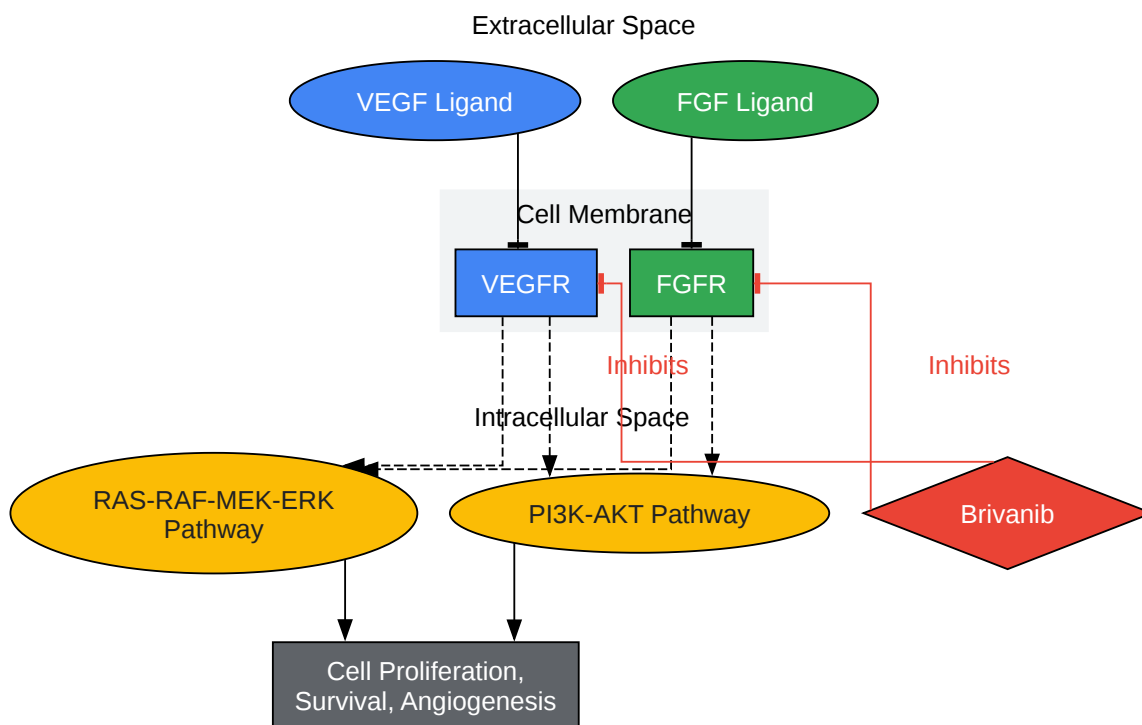 Extracellular Space
VEGF Ligand
FGF Ligand
Cell Membrane
VEGFR
FGFR
Inhibits
Inhibits
Intracellular Space
RAS-RAF-MEK-ERK
Pathway
PI3K-AKT Pathway
Brivanib
Cell Proliferation,
Survival, Angiogenesis